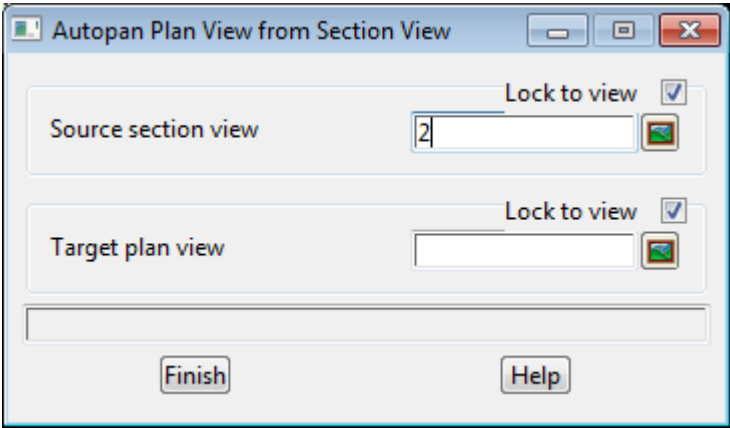 Autopan Plan View from Section View
Lock to view
Source section view 2
Lock to view
Target plan view
Finish Help